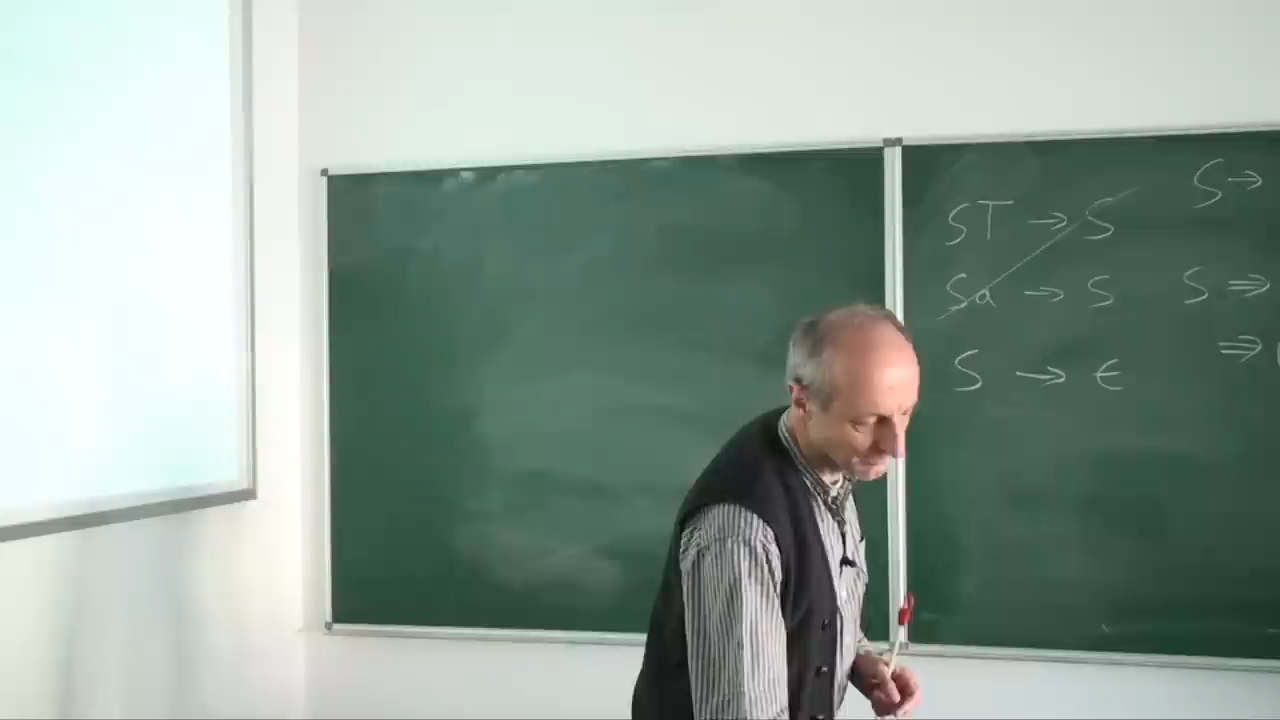 ST → S
Sa → S
S → ϵ
S →
S ⇒
⇒